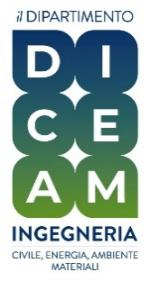 il DIPARTIMENTO
D I
C E
A M
INGEGNERIA
CIVILE, ENERGIA, AMBIENTE
MATERIALI